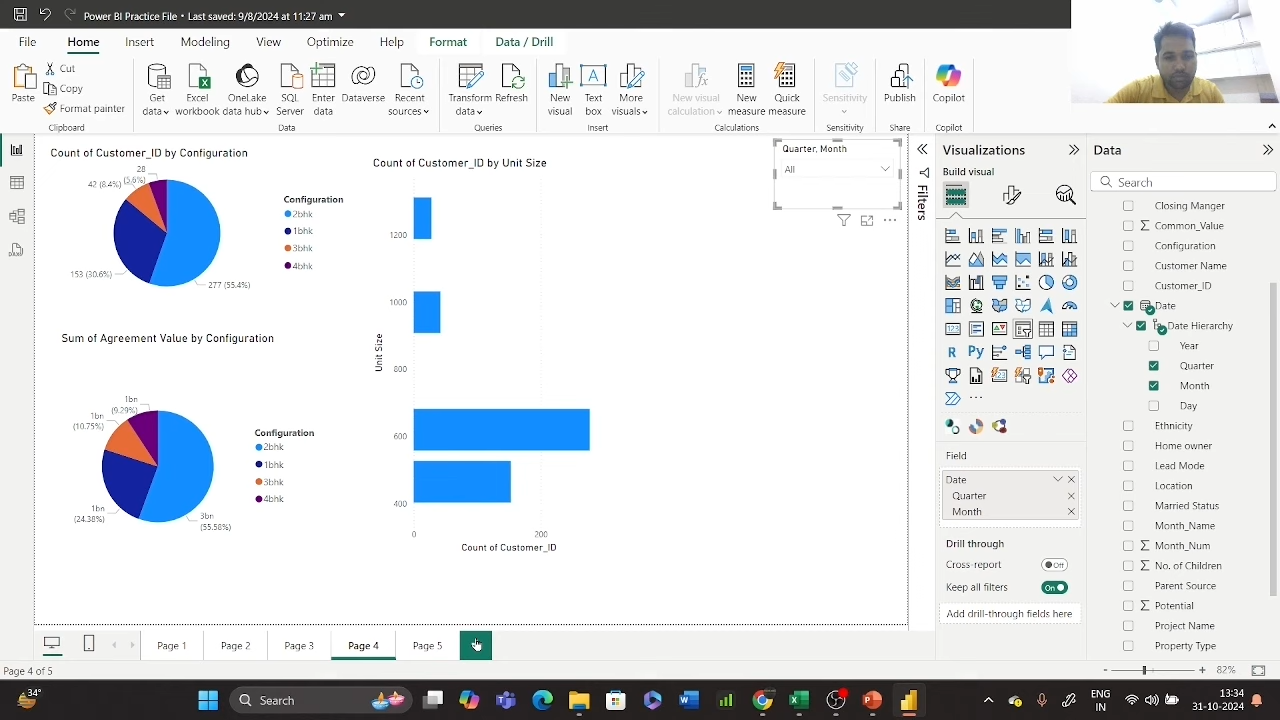 Power BI Practice File • Last saved: 9/8/2024 at 11:27 am
File Home Insert Modeling View Optimize Help Format Data / Drill
Paste
Cut
Copy
Format painter
Clipboard
Get data
Excel workbook
OneLake data hub
SQL Server
Enter data
Dataverse
Recent sources
Data
Transform data
Refresh
Queries
New visual
Text box
More visuals
Insert
New visual calculation
New measure
Quick measure
Calculations
Sensitivity
Sensitivity
Publish
Share
Copilot
Copilot
Count of Customer_ID by Configuration
28
(5.6%)
42 (8.4%)
153 (30.6%)
277 (55.4%)
Configuration
2bhk
1bhk
3bhk
4bhk
Sum of Agreement Value by Configuration
1bn
(9.29%)
1bn
(10.75%)
1bn
(24.38%)
3bn
(55.58%)
Configuration
2bhk
1bhk
3bhk
4bhk
Count of Customer_ID by Unit Size
Unit Size
1200
1000
800
600
400
0 200
Count of Customer_ID
Quarter, Month
All
Filters
Visualizations
Build visual
R Py
123
Field
Date
Quarter
Month
Drill through
Cross-report Off
Keep all filters On
Add drill-through fields here
Data
Search
Closing Manger
Common_Value
Configuration
Customer Name
Customer_ID
Date
Date Hierarchy
Year
Quarter
Month
Day
Ethnicity
Home owner
Lead Mode
Location
Married Status
Month_Name
Month_Num
No. of Children
Parent Source
Potential
Project Name
Property Type
Page 1 Page 2 Page 3 Page 4 Page 5
Page 4 of 5
- + 82%
34°
Search
ENG
IN
13:34
31-10-2024